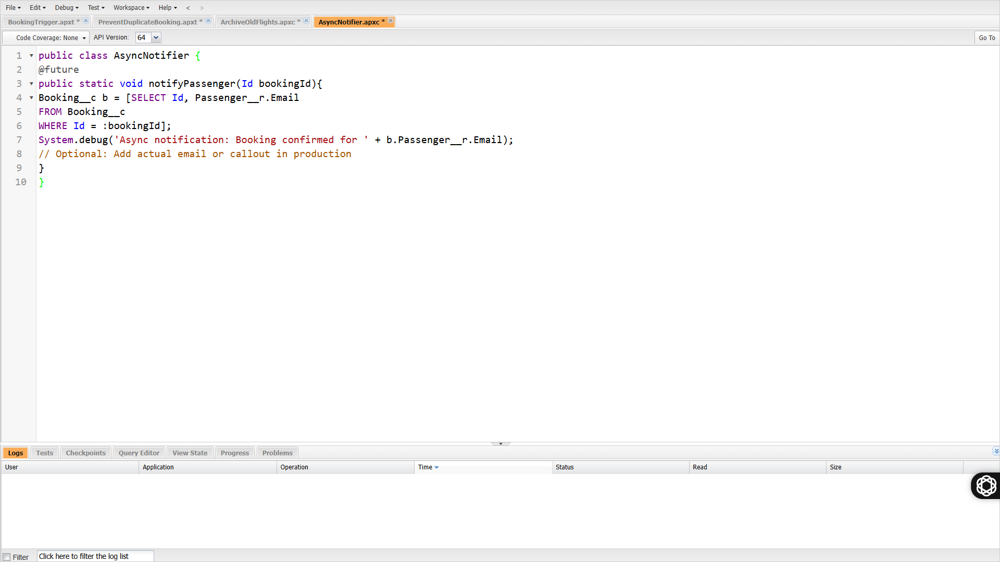 File Edit Debug Test Workspace Help < >
BookingTrigger.apxt * PreventDuplicateBooking.apxt * ArchiveOldFlights.apxc * AsyncNotifier.apxc *
Code Coverage: None API Version: 64 Go To
1 public class AsyncNotifier {
2 @future
3 public static void notifyPassenger(Id bookingId){
4 Booking__c b = [SELECT Id, Passenger__r.Email
5 FROM Booking__c
6 WHERE Id = :bookingId];
7 System.debug('Async notification: Booking confirmed for ' + b.Passenger__r.Email);
8 // Optional: Add actual email or callout in production
9 }
10 }
Logs Tests Checkpoints Query Editor View State Progress Problems
User Application Operation Time Status Read Size
Filter Click here to filter the log list